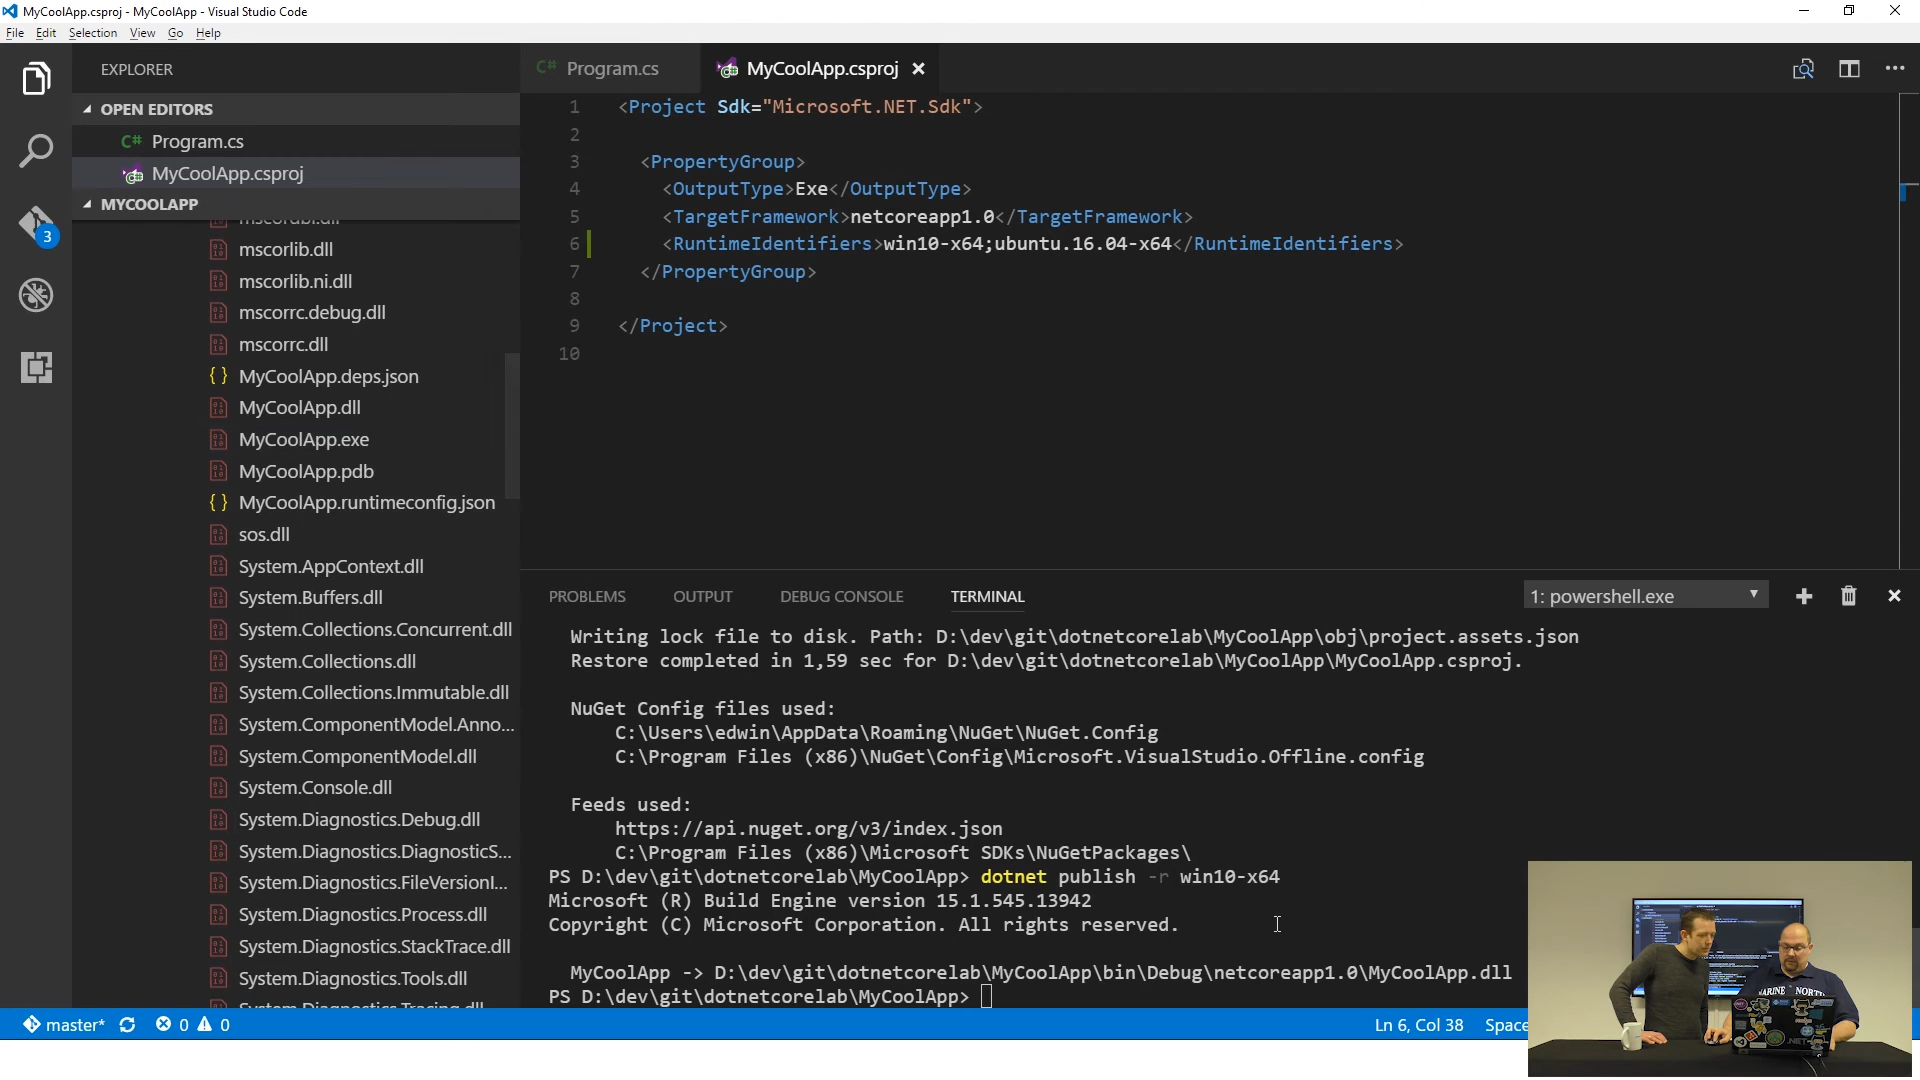 MyCoolApp.csproj - MyCoolApp - Visual Studio Code
File Edit Selection View Go Help
EXPLORER
OPEN EDITORS
C# Program.cs
MyCoolApp.csproj
MYCOOLAPP
mscordbi.dll
mscorlib.dll
mscorlib.ni.dll
mscorrc.debug.dll
mscorrc.dll
{ } MyCoolApp.deps.json
MyCoolApp.dll
MyCoolApp.exe
MyCoolApp.pdb
{ } MyCoolApp.runtimeconfig.json
sos.dll
System.AppContext.dll
System.Buffers.dll
System.Collections.Concurrent.dll
System.Collections.dll
System.Collections.Immutable.dll
System.ComponentModel.Anno...
System.ComponentModel.dll
System.Console.dll
System.Diagnostics.Debug.dll
System.Diagnostics.DiagnosticS...
System.Diagnostics.FileVersionI...
System.Diagnostics.Process.dll
System.Diagnostics.StackTrace.dll
System.Diagnostics.Tools.dll
System.Diagnostics.Tracing.dll
3
C# Program.cs MyCoolApp.csproj
1 <Project Sdk="Microsoft.NET.Sdk">
2
3 <PropertyGroup>
4 <OutputType>Exe</OutputType>
5 <TargetFramework>netcoreapp1.0</TargetFramework>
6 <RuntimeIdentifiers>win10-x64;ubuntu.16.04-x64</RuntimeIdentifiers>
7 </PropertyGroup>
8
9 </Project>
10
PROBLEMS OUTPUT DEBUG CONSOLE TERMINAL 1: powershell.exe
Writing lock file to disk. Path: D:\dev\git\dotnetcorelab\MyCoolApp\obj\project.assets.json
Restore completed in 1,59 sec for D:\dev\git\dotnetcorelab\MyCoolApp\MyCoolApp.csproj.
NuGet Config files used:
C:\Users\edwin\AppData\Roaming\NuGet\NuGet.Config
C:\Program Files (x86)\NuGet\Config\Microsoft.VisualStudio.Offline.config
Feeds used:
https://api.nuget.org/v3/index.json
C:\Program Files (x86)\Microsoft SDKs\NuGetPackages\
PS D:\dev\git\dotnetcorelab\MyCoolApp> dotnet publish -r win10-x64
Microsoft (R) Build Engine version 15.1.545.13942
Copyright (C) Microsoft Corporation. All rights reserved.
MyCoolApp -> D:\dev\git\dotnetcorelab\MyCoolApp\bin\Debug\netcoreapp1.0\MyCoolApp.dll
PS D:\dev\git\dotnetcorelab\MyCoolApp>
master* 0 0 Ln 6, Col 38 Space
NORTH
.NET